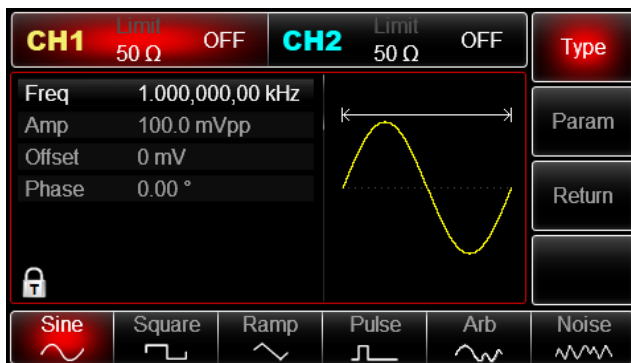 CH1 Limit 50 Ω OFF CH2 Limit 50 Ω OFF Type
Freq 1.000,000,00 kHz
Amp 100.0 mVpp
Offset 0 mV
Phase 0.00 °
Param
Return
T
Sine Square Ramp Pulse Arb Noise